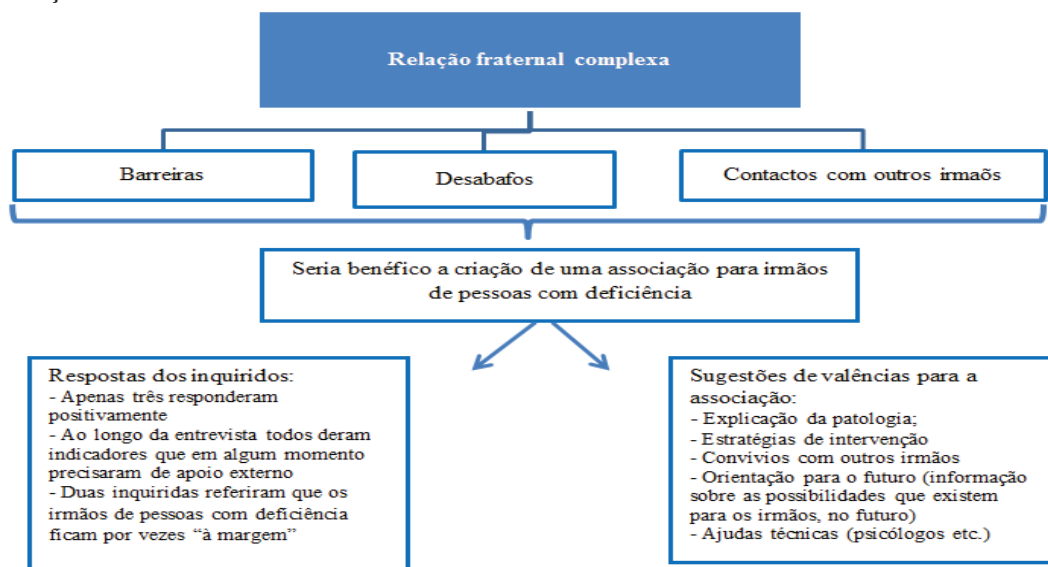 Relação fraternal complexa
Barreiras
Desabafos
Contactos com outros irmaõs
Seria benéfico a criação de uma associação para irmãos
de pessoas com deficiência
Respostas dos inquiridos:
- Apenas três responderam
positivamente
- Ao longo da entrevista todos deram
indicadores que em algum momento
precisaram de apoio externo
- Duas inquiridas referiram que os
irmãos de pessoas com deficiência
ficam por vezes “à margem”
Sugestões de valências para a
associação:
- Explicação da patologia;
- Estratégias de intervenção
- Convivios com outros irmãos
- Orientação para o futuro (informação
sobre as possibilidades que existem
para os irmãos, no futuro)
- Ajudas técnicas (psicólogos etc.)